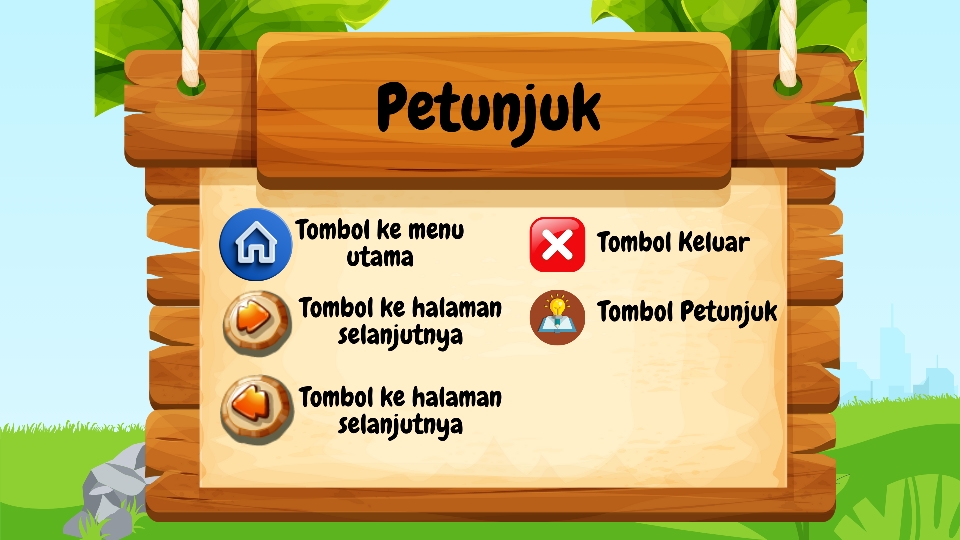 Petunjuk
Tombol ke menu
utama
Tombol ke halaman
selanjutnya
Tombol ke halaman
selanjutnya
Tombol Keluar
Tombol Petunjuk